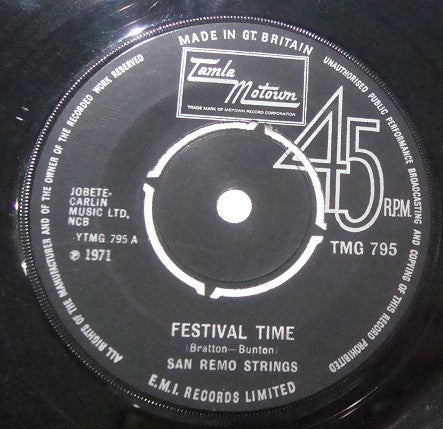 MADE IN GT. BRITAIN
Tamla
Motown
TRADE MARK OF MOTOWN RECORD CORPORATION
45
R.P.M.
JOBETE-
CARLIN
MUSIC LTD.
NCB
YTMG 795 A
℗ 1971
TMG 795
FESTIVAL TIME
(Bratton—Bunton)
SAN REMO STRINGS
E.M.I. RECORDS LIMITED
ALL RIGHTS OF THE MANUFACTURER AND OF THE OWNER OF THE RECORDED WORK RESERVED
UNAUTHORISED PUBLIC PERFORMANCE BROADCASTING AND COPYING OF THIS RECORD PROHIBITED